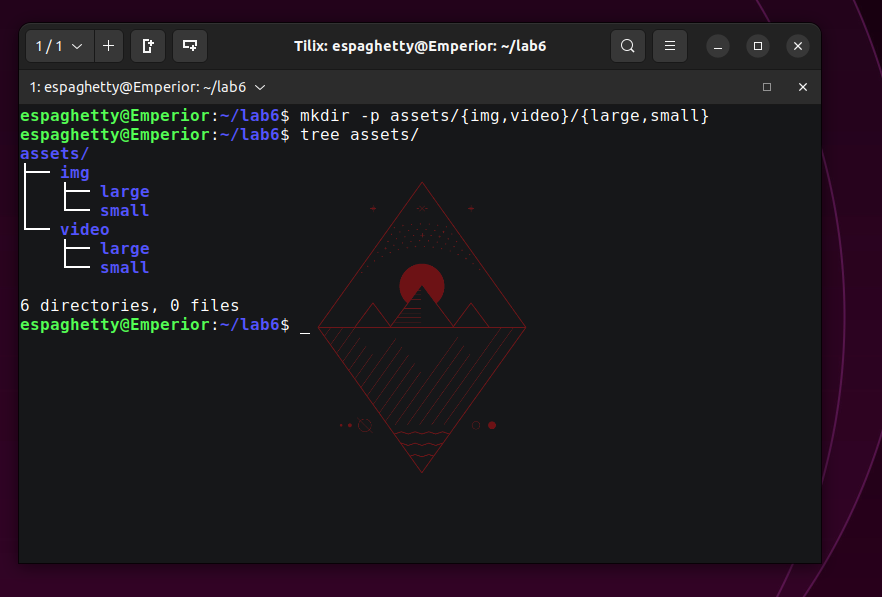 1 / 1
Tilix: espaghetty@Emperior: ~/lab6
1: espaghetty@Emperior: ~/lab6
espaghetty@Emperior:~/lab6$ mkdir -p assets/{img,video}/{large,small}
espaghetty@Emperior:~/lab6$ tree assets/
assets/
├── img
│   ├── large
│   └── small
└── video
    ├── large
    └── small
6 directories, 0 files
espaghetty@Emperior:~/lab6$ _